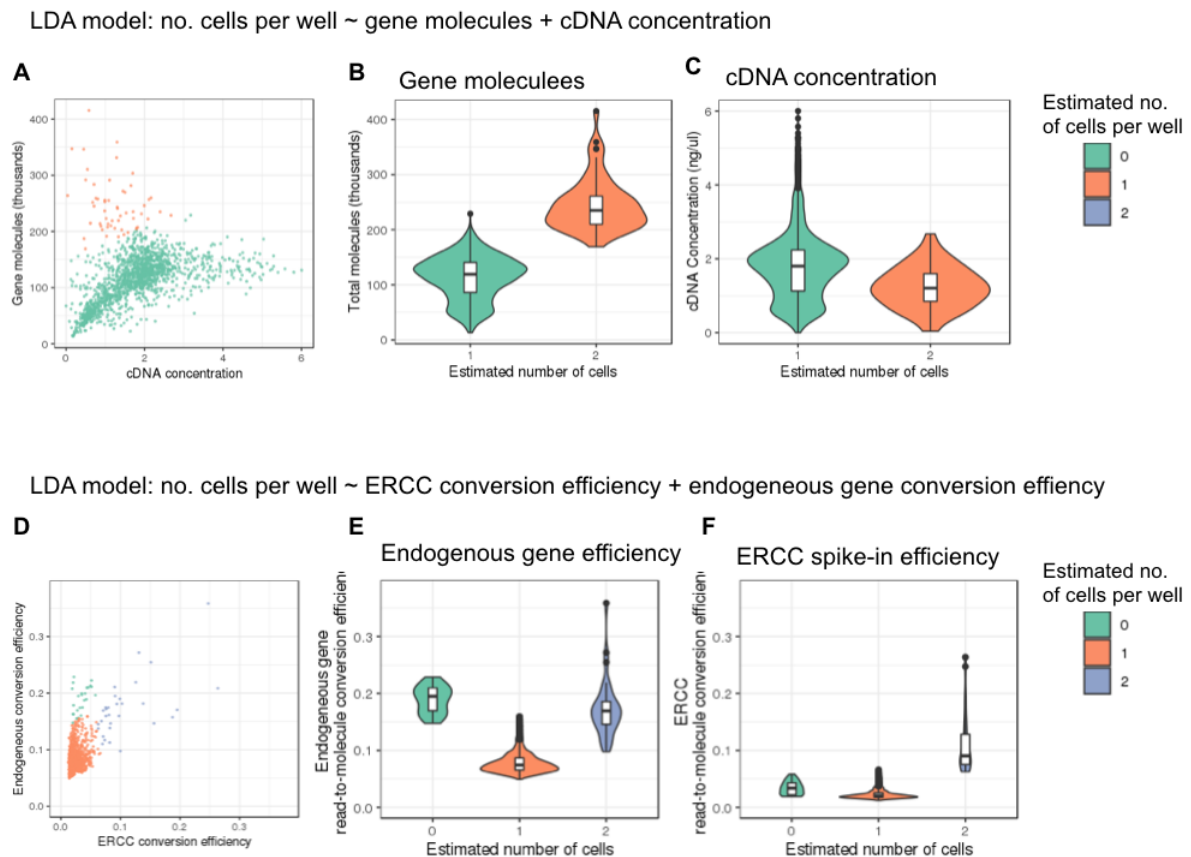 LDA model: no. cells per well ~ gene molecules + cDNA concentration
A
B
Gene moleculees
C
cDNA concentration
Estimated no.
of cells per well
0
1
2
Gene molecules (thousands)
400
300
200
100
0
0
2
4
6
cDNA concentration
Total molecules (thousands)
400
300
200
100
0
1
2
Estimated number of cells
cDNA Concentration (ng/ul)
6
4
2
0
1
2
Estimated number of cells
LDA model: no. cells per well ~ ERCC conversion efficiency + endogeneous gene conversion effiency
D
E
Endogenous gene efficiency
F
ERCC spike-in efficiency
Estimated no.
of cells per well
0
1
2
Endogeneous conversion efficiency
0.3
0.2
0.1
0.0
0.0
0.1
0.2
0.3
ERCC conversion efficiency
Endogeneous gene
read-to-molecule conversion efficien
0.3
0.2
0.1
0.0
0
1
2
Estimated number of cells
ERCC
read-to-molecule conversion efficien
0.3
0.2
0.1
0.0
0
1
2
Estimated number of cells